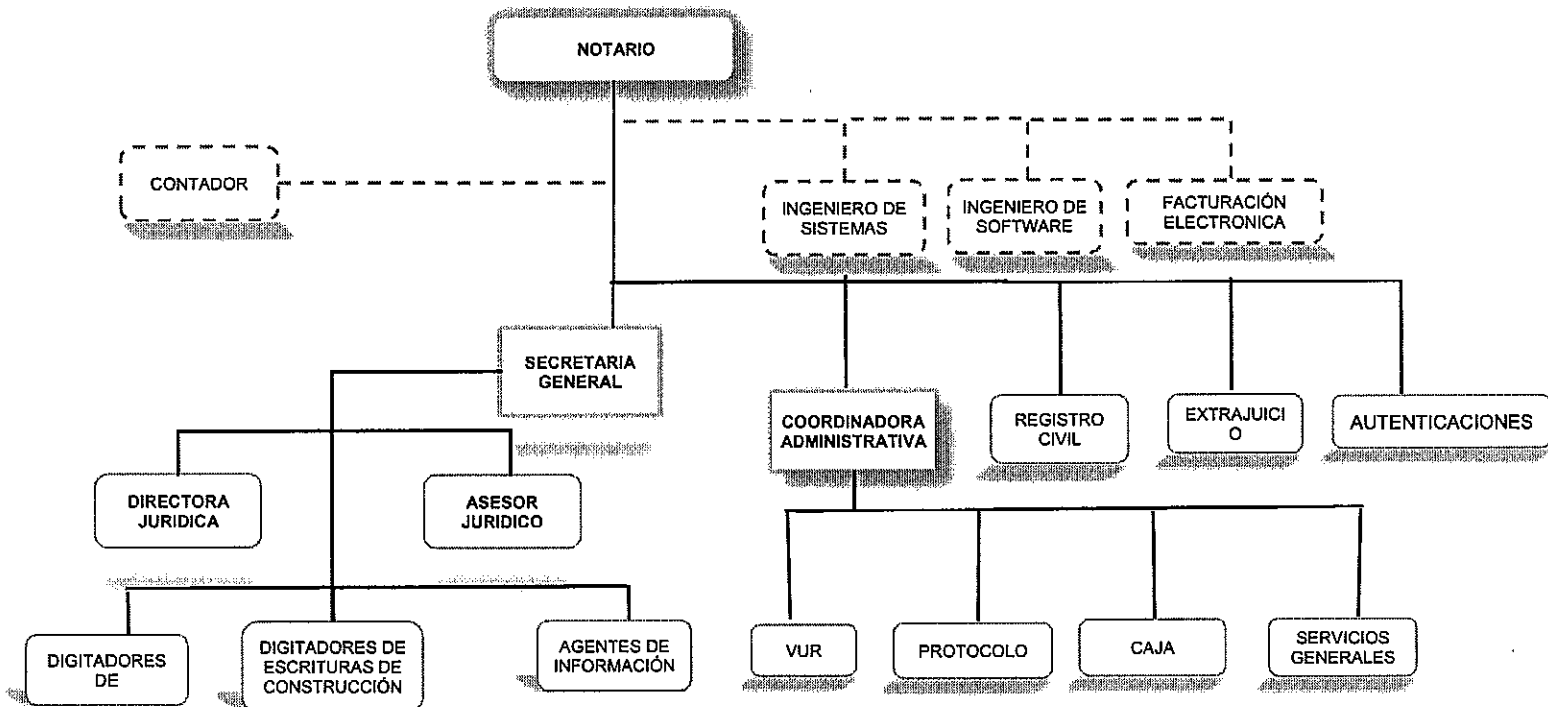 NOTARIO
CONTADOR
INGENIERO DE
SISTEMAS
INGENIERO DE
SOFTWARE
FACTURACIÓN
ELECTRONICA
SECRETARIA
GENERAL
COORDINADORA
ADMINISTRATIVA
REGISTRO
CIVIL
EXTRAJUICI
O
AUTENTICACIONES
DIRECTORA
JURIDICA
ASESOR
JURIDICO
DIGITADORES
DE
DIGITADORES DE
ESCRITURAS DE
CONSTRUCCIÓN
AGENTES DE
INFORMACIÓN
VUR
PROTOCOLO
CAJA
SERVICIOS
GENERALES